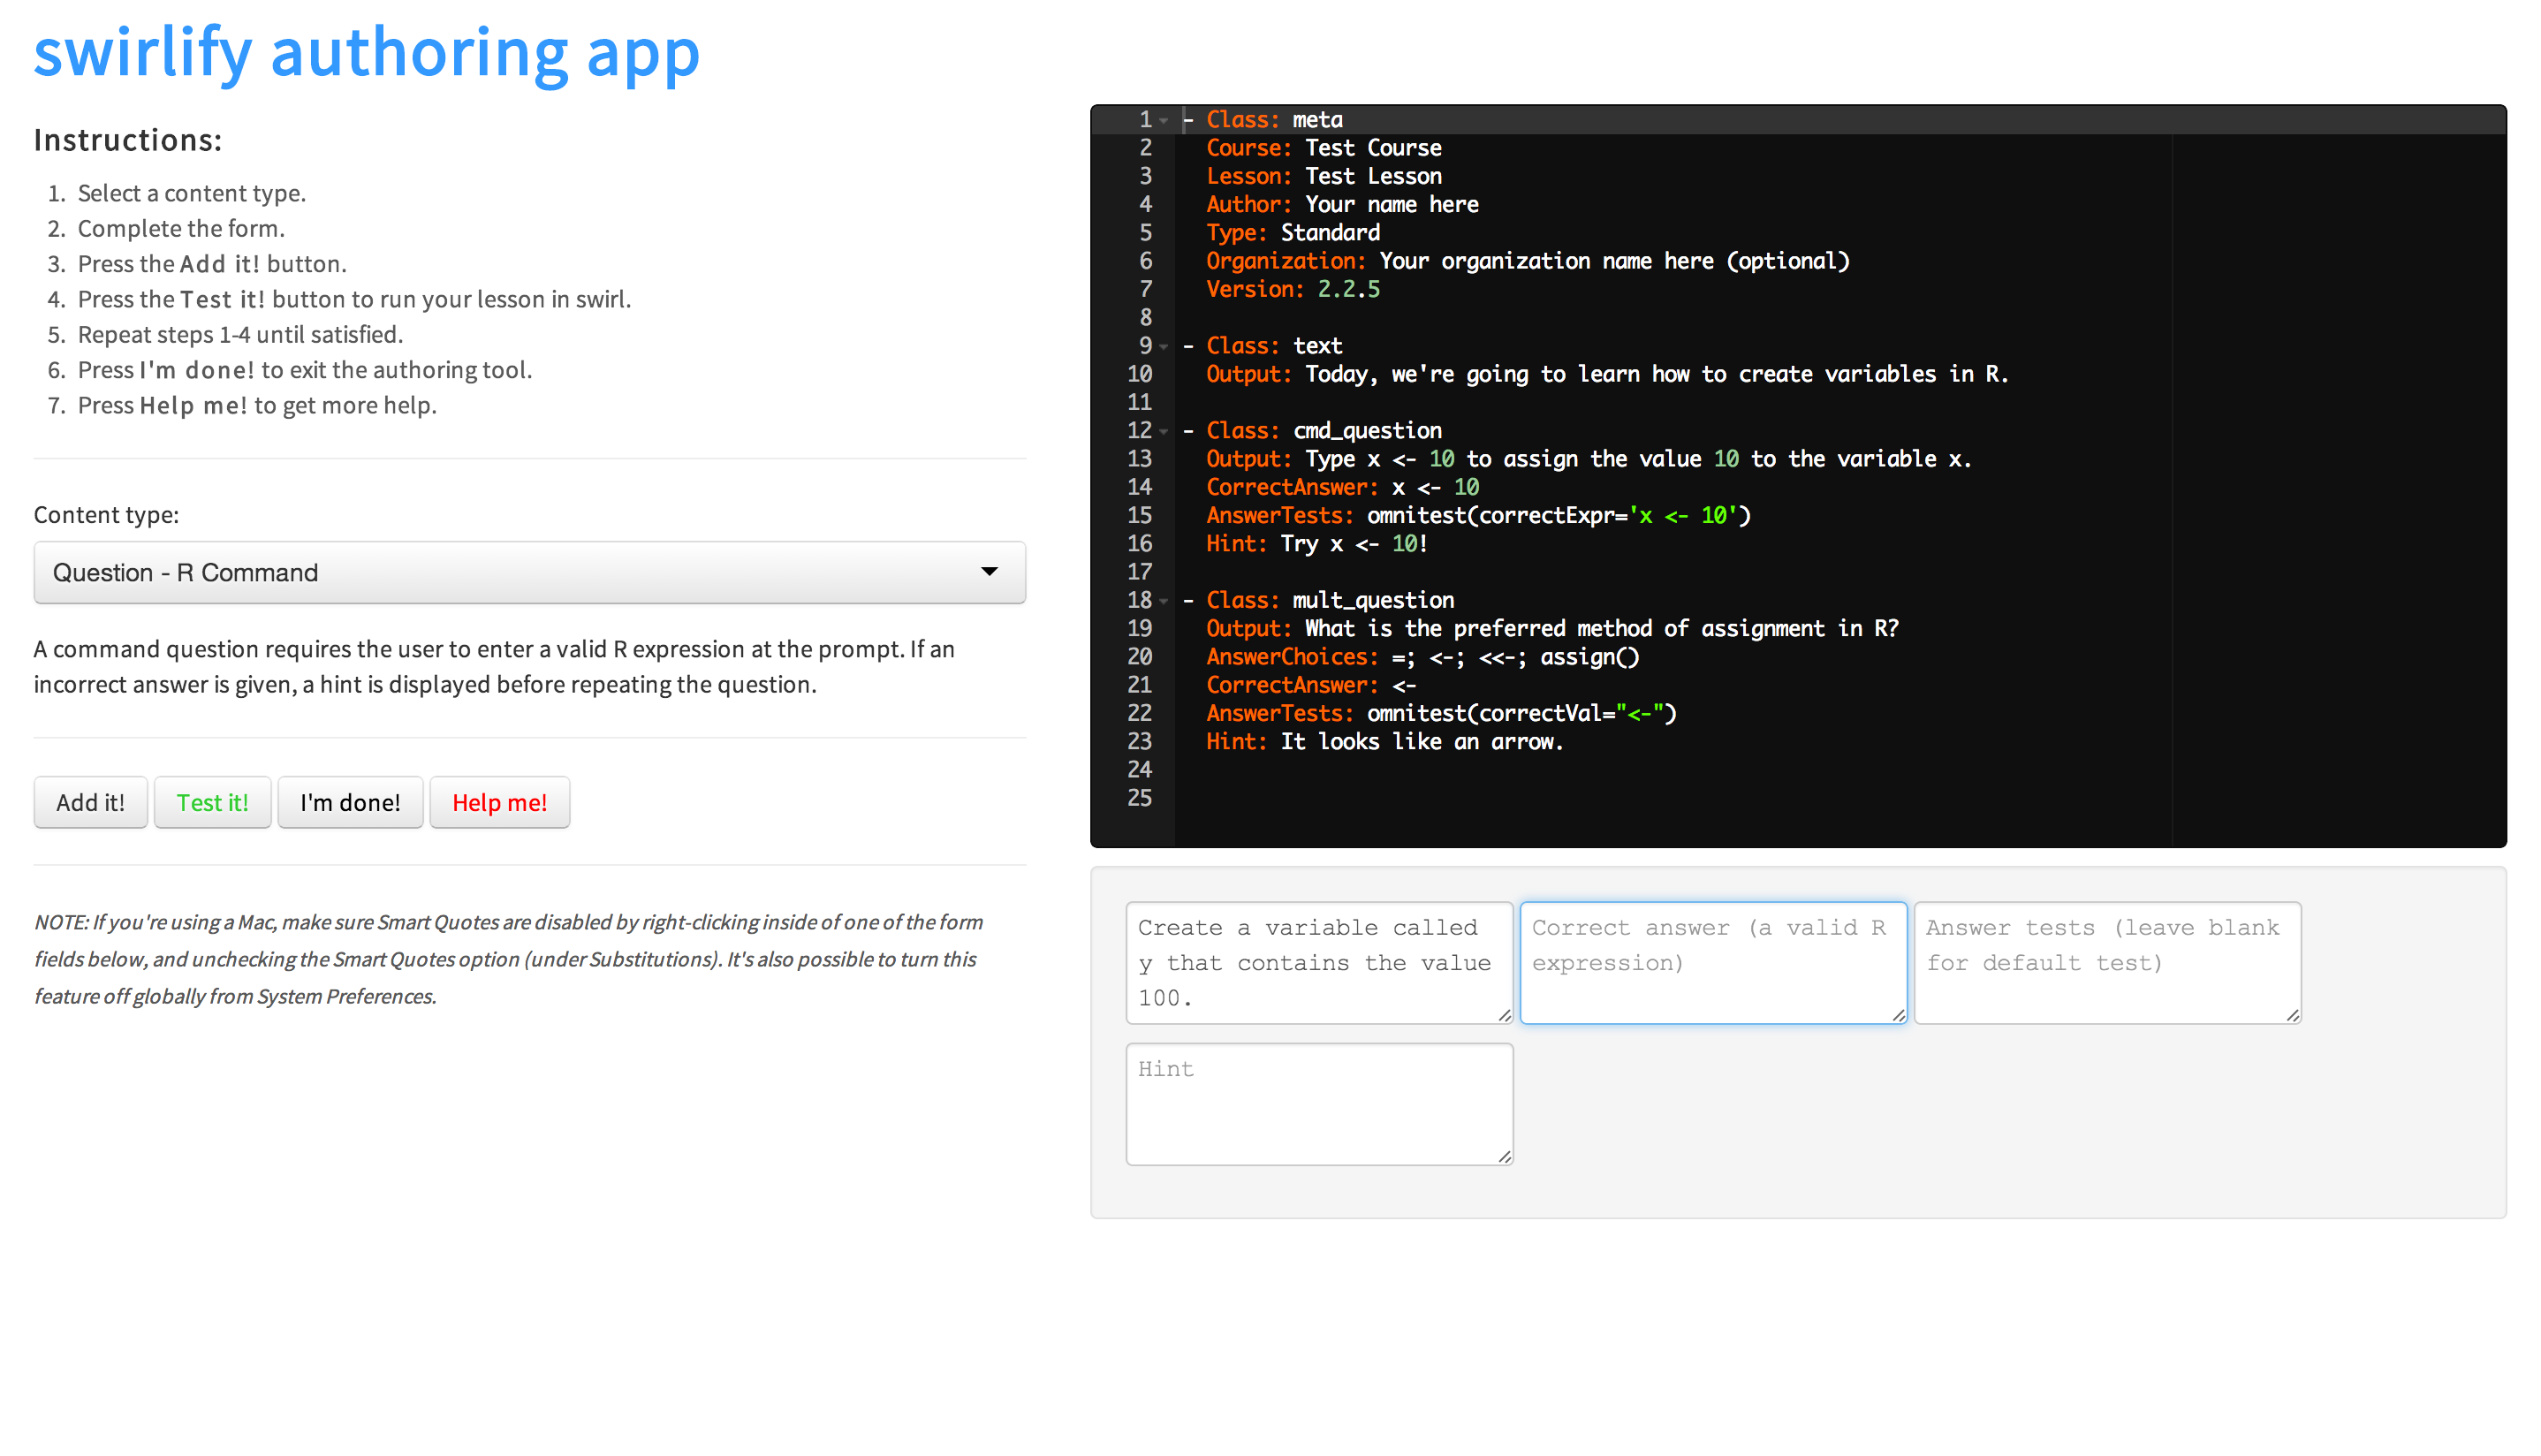 swirlify authoring app
Instructions:
1. Select a content type.
2. Complete the form.
3. Press the Add it! button.
4. Press the Test it! button to run your lesson in swirl.
5. Repeat steps 1-4 until satisfied.
6. Press I'm done! to exit the authoring tool.
7. Press Help me! to get more help.
Content type:
Question - R Command
A command question requires the user to enter a valid R expression at the prompt. If an
incorrect answer is given, a hint is displayed before repeating the question.
Add it! Test it! I'm done! Help me!
NOTE: If you're using a Mac, make sure Smart Quotes are disabled by right-clicking inside of one of the form
fields below, and unchecking the Smart Quotes option (under Substitutions). It's also possible to turn this
feature off globally from System Preferences.
1 - Class: meta
2 Course: Test Course
3 Lesson: Test Lesson
4 Author: Your name here
5 Type: Standard
6 Organization: Your organization name here (optional)
7 Version: 2.2.5
8
9 - Class: text
10 Output: Today, we're going to learn how to create variables in R.
11
12 - Class: cmd_question
13 Output: Type x <- 10 to assign the value 10 to the variable x.
14 CorrectAnswer: x <- 10
15 AnswerTests: omnitest(correctExpr='x <- 10')
16 Hint: Try x <- 10!
17
18 - Class: mult_question
19 Output: What is the preferred method of assignment in R?
20 AnswerChoices: =; <-; <<-; assign()
21 CorrectAnswer: <-
22 AnswerTests: omnitest(correctVal="<-")
23 Hint: It looks like an arrow.
24
25
Create a variable called
y that contains the value
100.
Correct answer (a valid R
expression)
Answer tests (leave blank
for default test)
Hint